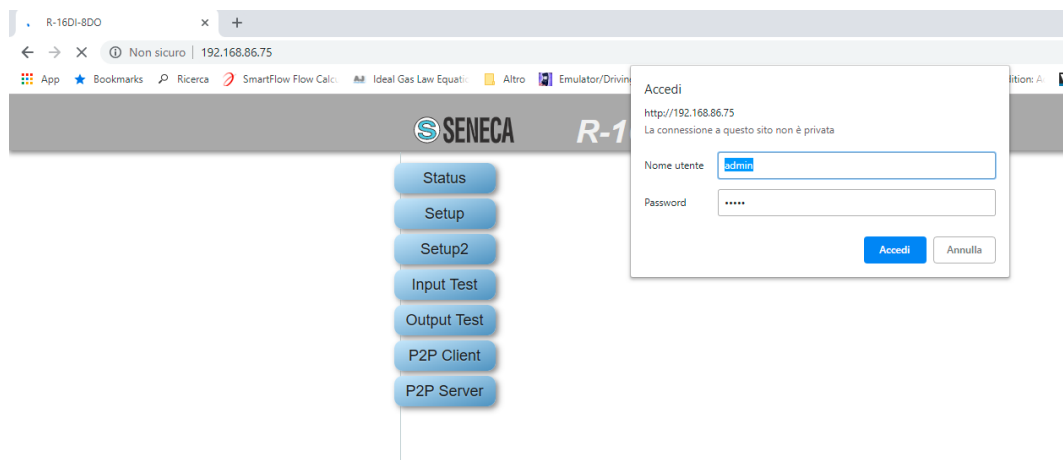 R-16DI-8DO
Non sicuro | 192.168.86.75
App Bookmarks Ricerca SmartFlow Flow Calc Ideal Gas Law Equatio Altro Emulator/Drivin lition: A
SENECA R-1
Accedi
http://192.168.86.75
La connessione a questo sito non è privata
Nome utente admin
Password •••••
Accedi Annulla
Status
Setup
Setup2
Input Test
Output Test
P2P Client
P2P Server